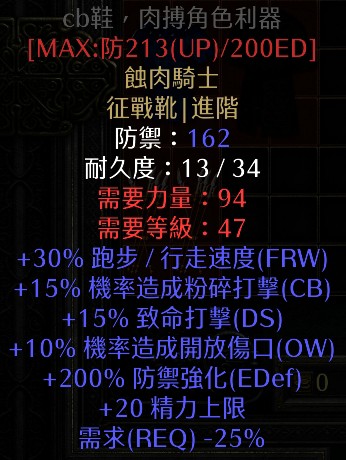 cb鞋，肉搏角色利器
[MAX:防213(UP)/200ED]
蝕肉騎士
征戰靴|進階
防禦：162
耐久度：13 / 34
需要力量：94
需要等級：47
+30% 跑步 / 行走速度(FRW)
+15% 機率造成粉碎打擊(CB)
+15% 致命打擊(DS)
+10% 機率造成開放傷口(OW)
+200% 防禦強化(EDef)
+20 精力上限
需求(REQ) -25%
0